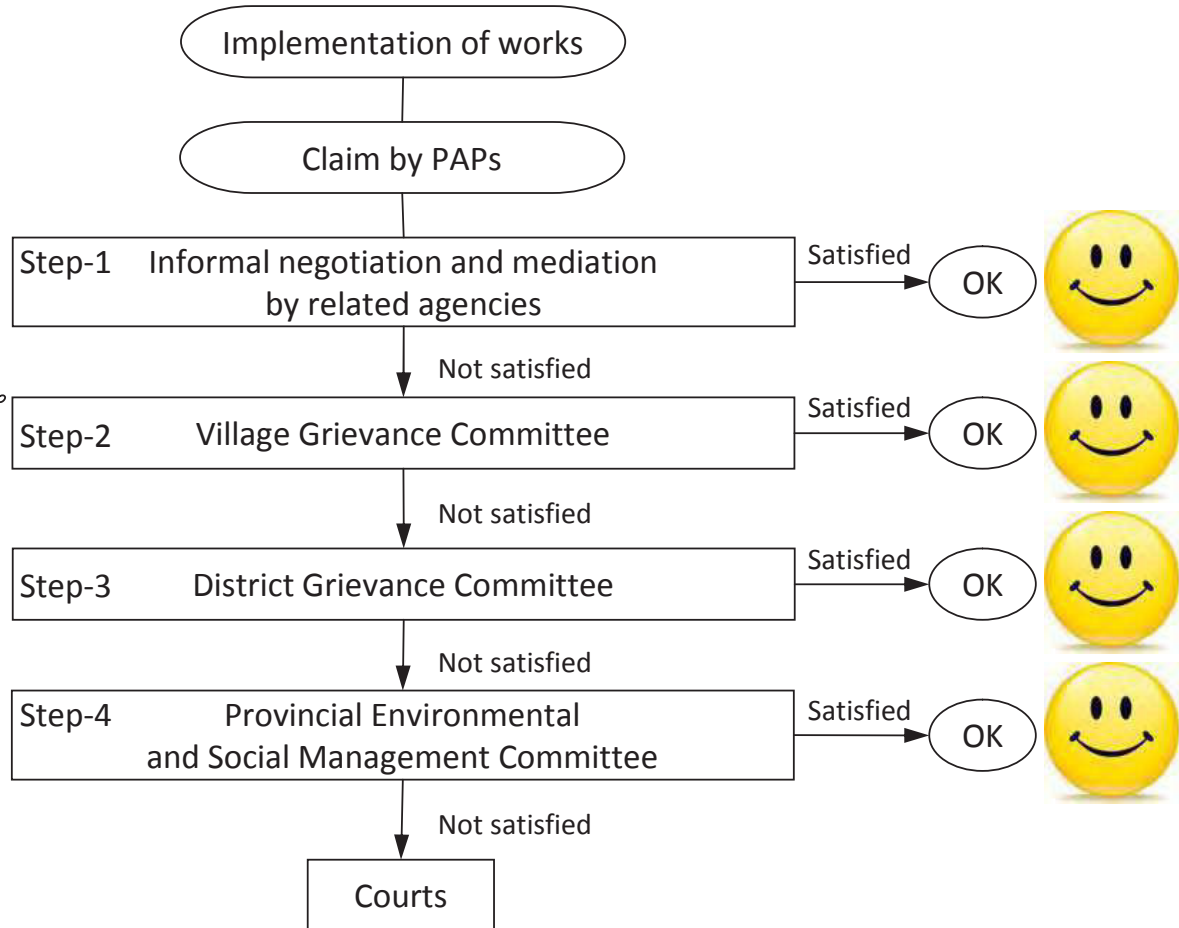 Implementation of works
Claim by PAPs
Step-1 Informal negotiation and mediation
by related agencies
Satisfied
OK
Not satisfied
Step-2 Village Grievance Committee
Satisfied
OK
Not satisfied
Step-3 District Grievance Committee
Satisfied
OK
Not satisfied
Step-4 Provincial Environmental
and Social Management Committee
Satisfied
OK
Not satisfied
Courts